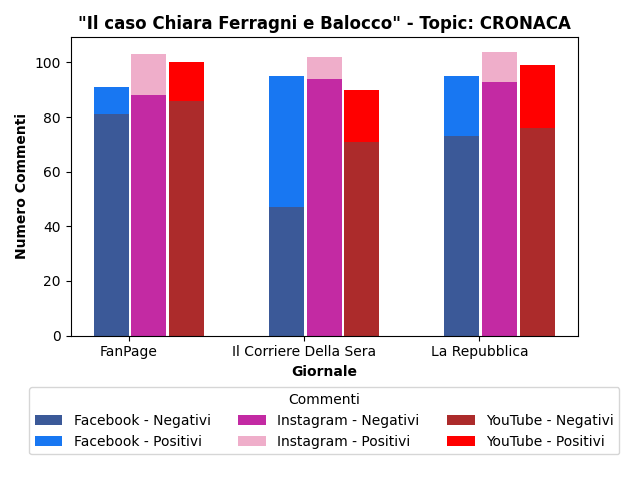 "Il caso Chiara Ferragni e Balocco" - Topic: CRONACA
Numero Commenti
100
80
60
40
20
0
FanPage Il Corriere Della Sera La Repubblica
Giornale
Commenti
Facebook - Negativi Instagram - Negativi YouTube - Negativi
Facebook - Positivi Instagram - Positivi YouTube - Positivi